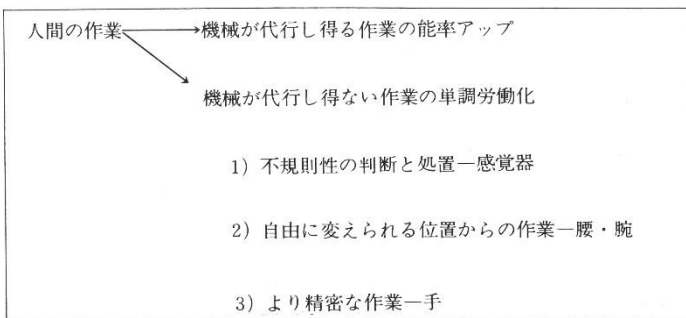 人間の作業 機械が代行し得る作業の能率アップ
機械が代行し得ない作業の単調労働化
1) 不規則性の判断と処置—感覚器
2) 自由に変えられる位置からの作業—腰・腕
3) より精密な作業—手